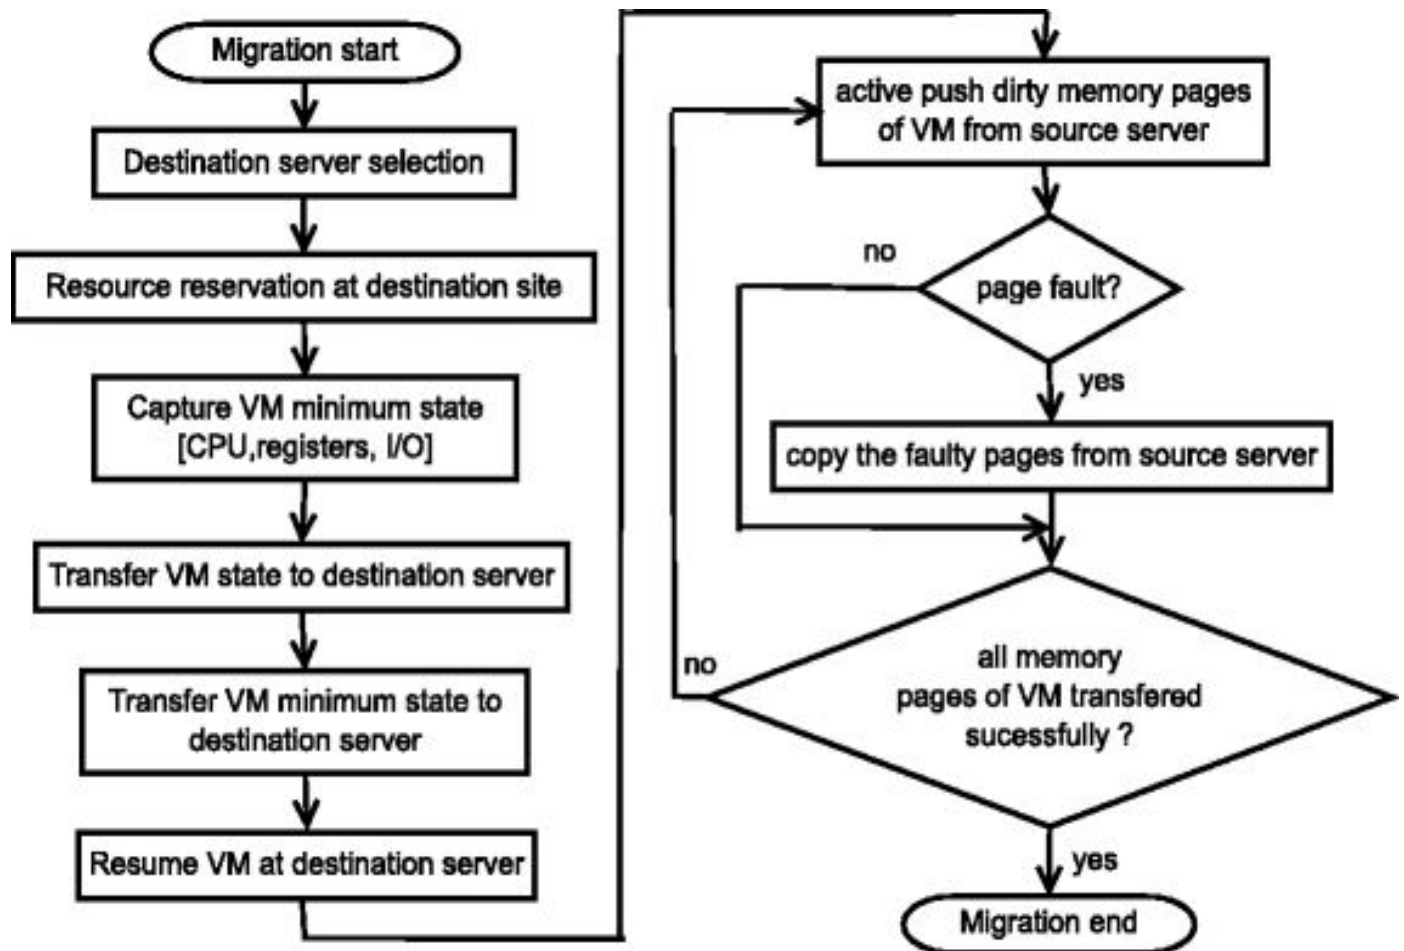 Migration start
Destination server selection
Resource reservation at destination site
Capture VM minimum state
[CPU,registers, I/O]
Transfer VM state to destination server
Transfer VM minimum state to
destination server
Resume VM at destination server
active push dirty memory pages
of VM from source server
no
page fault?
yes
copy the faulty pages from source server
no
all memory
pages of VM transfered
sucessfully ?
yes
Migration end